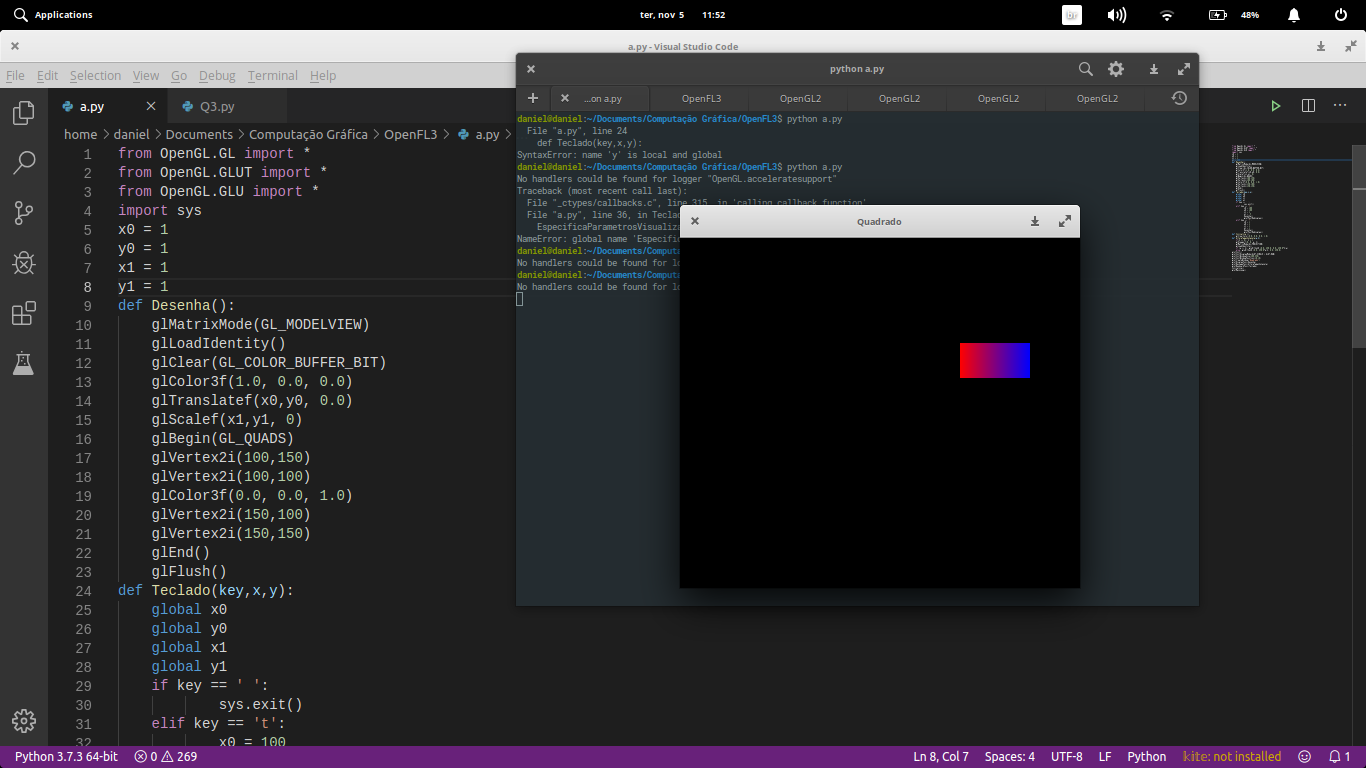 Applications
ter, nov 5 11:52
br
48%
a.py - Visual Studio Code
File Edit Selection View Go Debug Terminal Help
a.py
Q3.py
home > daniel > Documents > Computação Gráfica > OpenFL3 > a.py >
1 from OpenGL.GL import *
2 from OpenGL.GLUT import *
3 from OpenGL.GLU import *
4 import sys
5 x0 = 1
6 y0 = 1
7 x1 = 1
8 y1 = 1
9 def Desenha():
10 glMatrixMode(GL_MODELVIEW)
11 glLoadIdentity()
12 glClear(GL_COLOR_BUFFER_BIT)
13 glColor3f(1.0, 0.0, 0.0)
14 glTranslatef(x0,y0, 0.0)
15 glScalef(x1,y1, 0)
16 glBegin(GL_QUADS)
17 glVertex2i(100,150)
18 glVertex2i(100,100)
19 glColor3f(0.0, 0.0, 1.0)
20 glVertex2i(150,100)
21 glVertex2i(150,150)
22 glEnd()
23 glFlush()
24 def Teclado(key,x,y):
25 global x0
26 global y0
27 global x1
28 global y1
29 if key == ' ':
30 sys.exit()
31 elif key == 't':
32 x0 = 100
python a.py
...on a.py
OpenFL3
OpenGL2
OpenGL2
OpenGL2
OpenGL2
daniel@daniel:~/Documents/Computação Gráfica/OpenFL3$ python a.py
File "a.py", line 24
def Teclado(key,x,y):
SyntaxError: name 'y' is local and global
daniel@daniel:~/Documents/Computação Gráfica/OpenFL3$ python a.py
No handlers could be found for logger "OpenGL.acceleratesupport"
Traceback (most recent call last):
File "_ctypes/callbacks.c", line 315, in 'calling callback function'
File "a.py", line 36, in Tecla
EspecificaParametrosVisualiza
NameError: global name 'Especifi
daniel@daniel:~/Documents/Computa
No handlers could be found for lo
daniel@daniel:~/Documents/Computa
No handlers could be found for lo
Quadrado
Python 3.7.3 64-bit
0
269
Ln 8, Col 7
Spaces: 4
UTF-8
LF
Python
kite: not installed
1